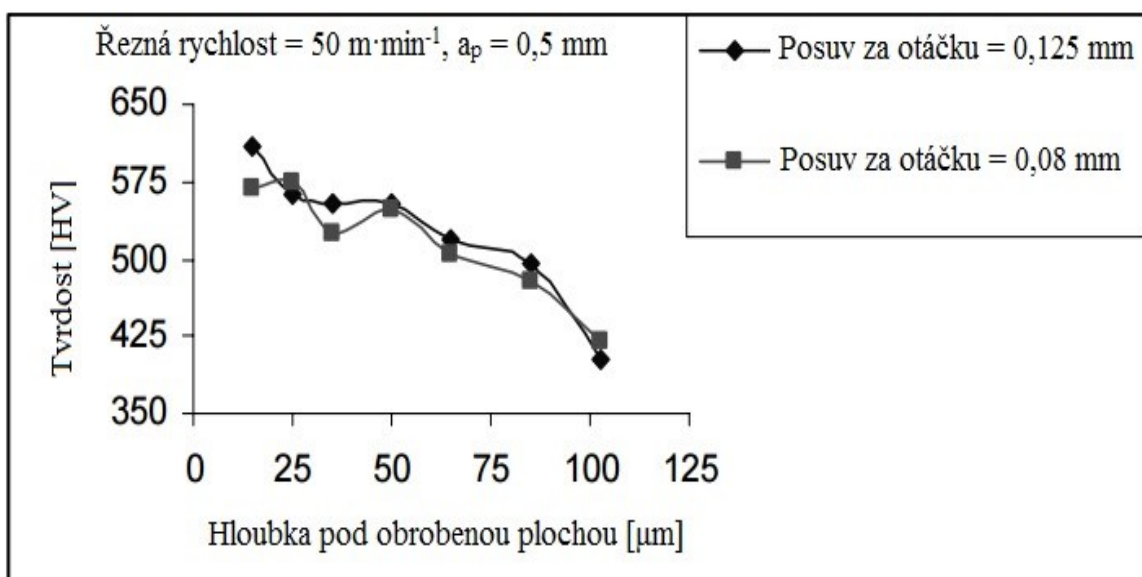 Řezná rychlost = 50 m·min⁻¹, aₚ = 0,5 mm
Posuv za otáčku = 0,125 mm
Posuv za otáčku = 0,08 mm
Tvrdost [HV]
650
575
500
425
350
0 25 50 75 100 125
Hloubka pod obrobenou plochou [μm]